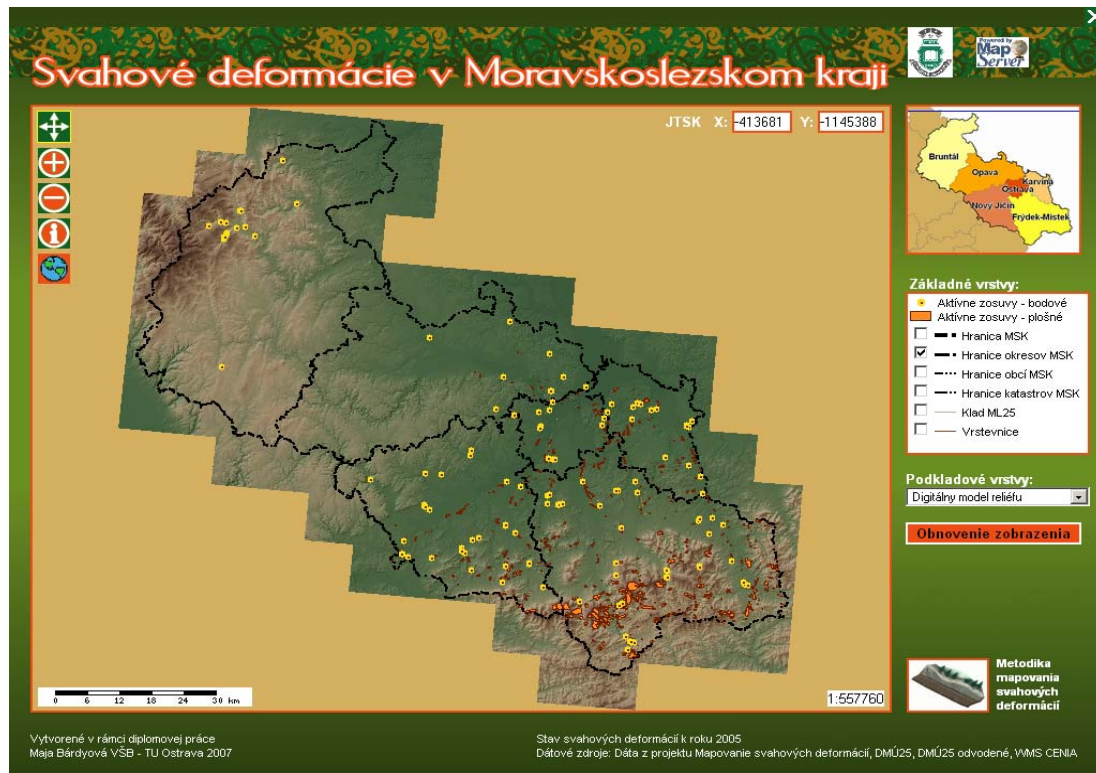 Svahové deformácie v Moravskoslezskom kraji
Powered by
Map
Server
JTSK X: -413681 Y: -1145388
Bruntál
Opava
Karviná
Ostrava
Nový Jičín
Frýdek-Místek
Základné vrstvy:
Aktívne zosuvy - bodové
Aktívne zosuvy - plošné
Hranica MSK
Hranice okresov MSK
Hranice obcí MSK
Hranice katastrov MSK
Klad ML25
Vrstevnice
Podkladové vrstvy:
Digitálny model reliéfu
Obnovenie zobrazenia
Metodika
mapovania
svahových
deformácií
0 6 12 18 24 30 km
1:557760
Vytvorené v rámci diplomovej práce
Maja Bárdyová VŠB - TU Ostrava 2007
Stav svahových deformácií k roku 2005
Dátové zdroje: Dáta z projektu Mapovanie svahových deformácií, DMÚ25, DMÚ25 odvodené, WMS CENIA